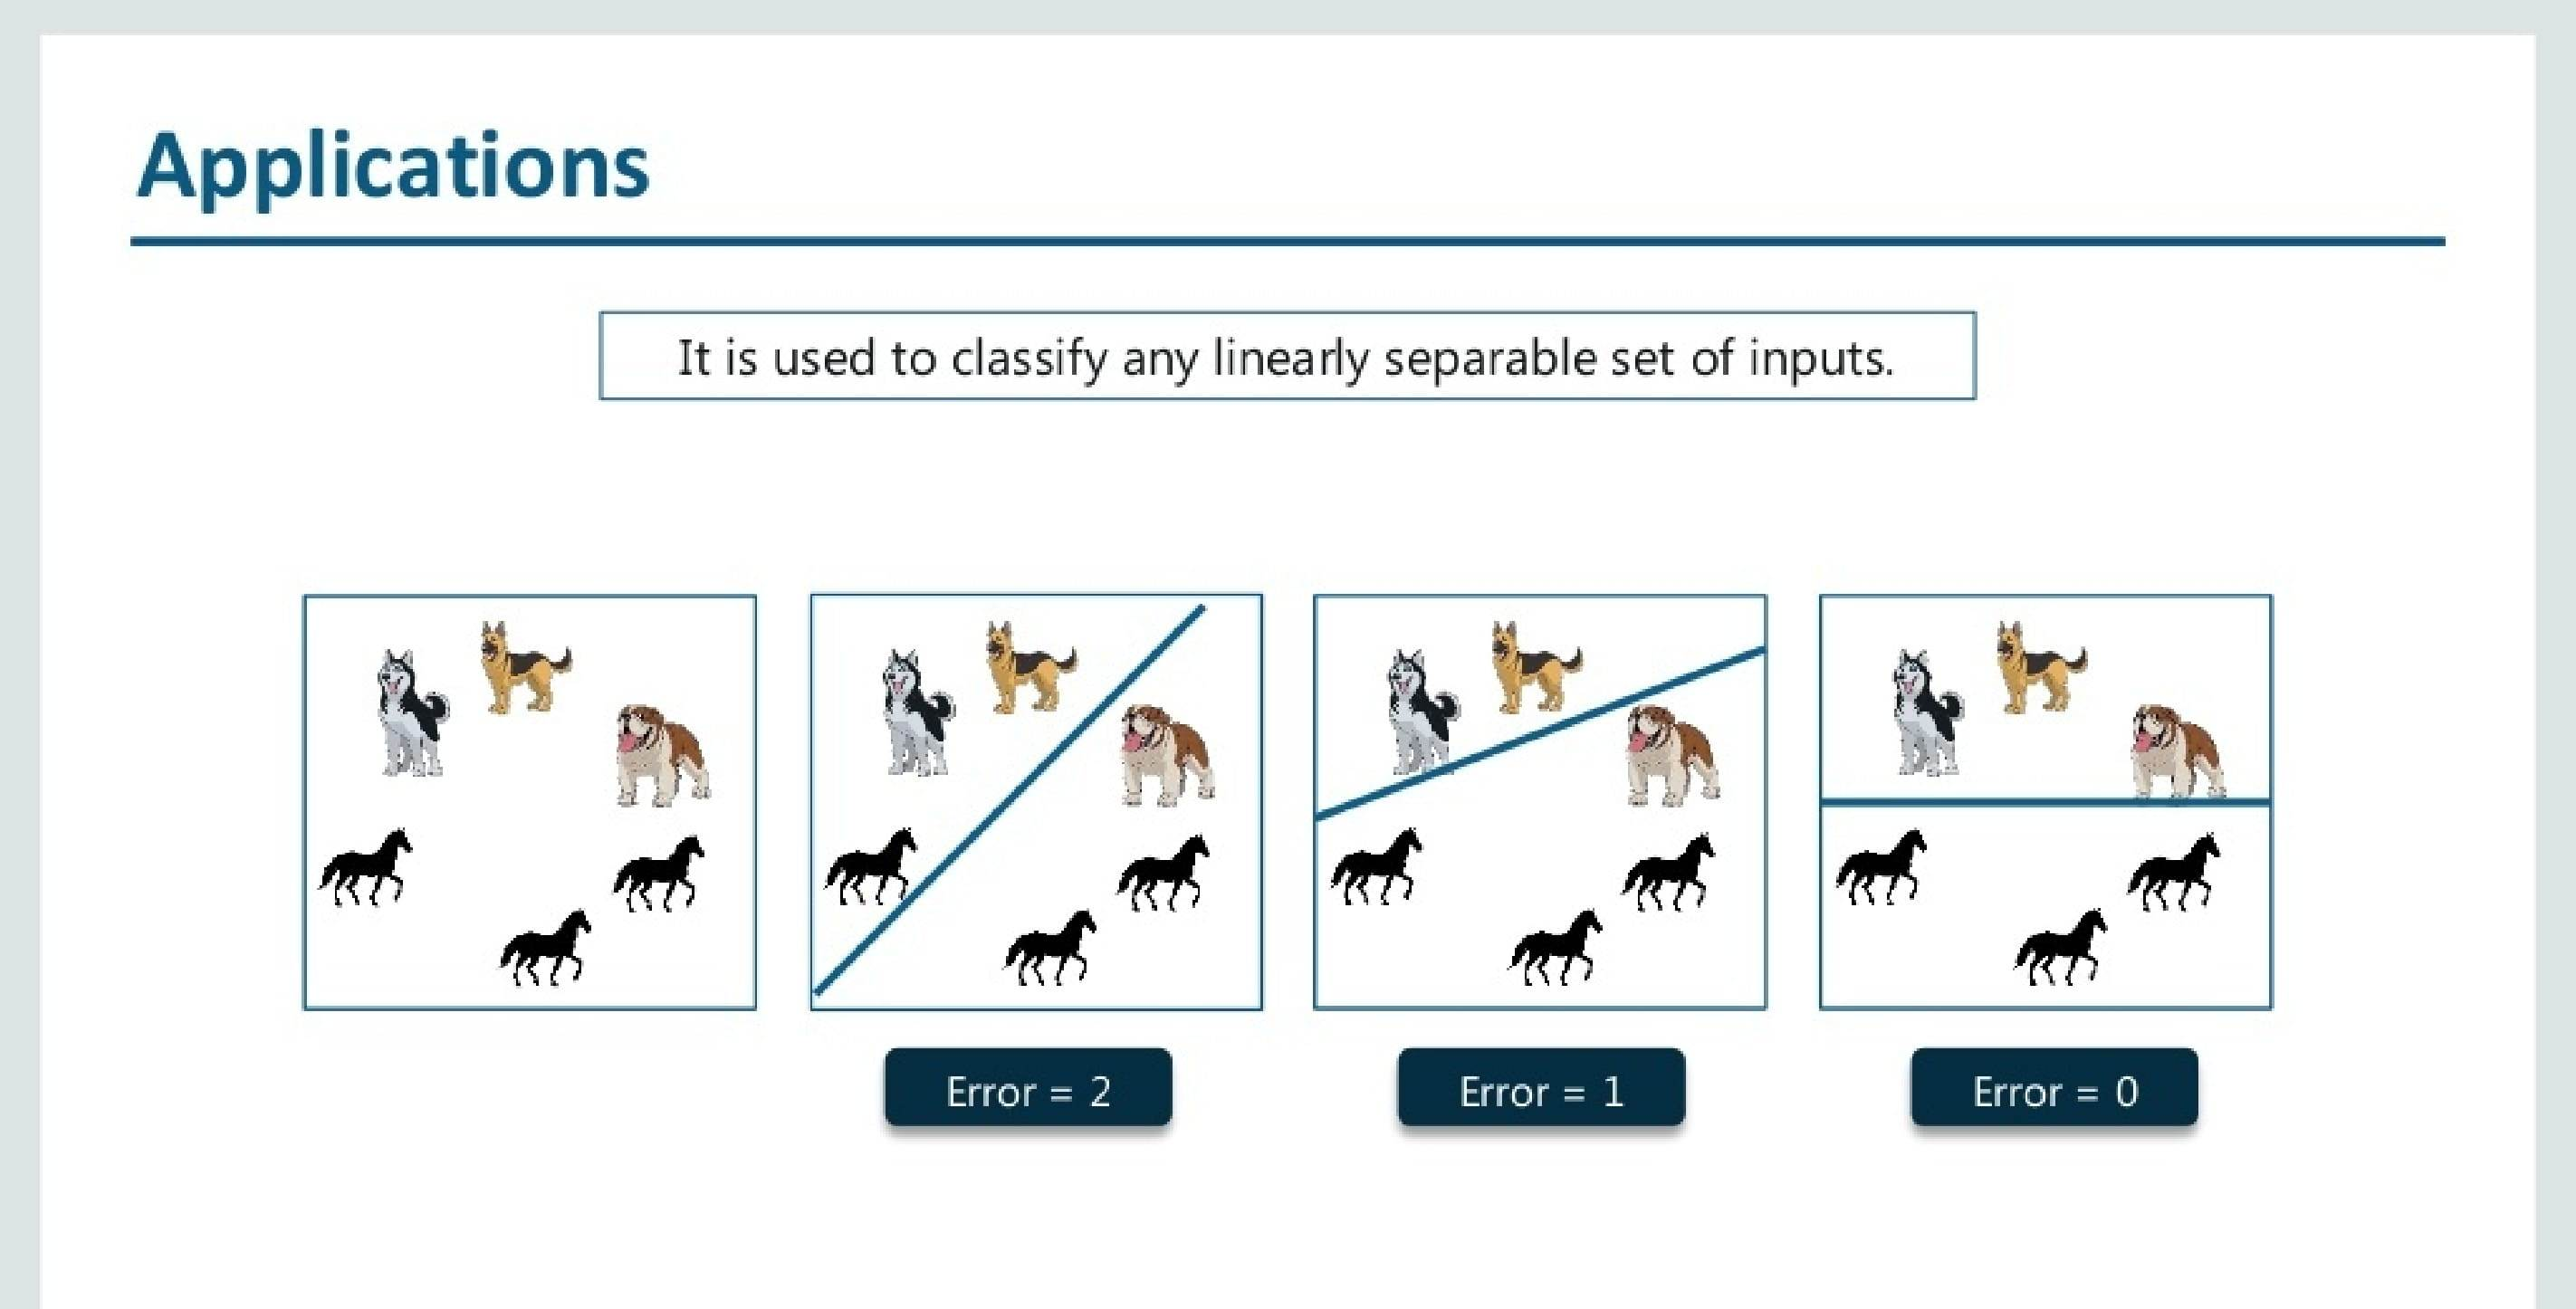 Applications
It is used to classify any linearly separable set of inputs.
Error = 2
Error = 1
Error = 0